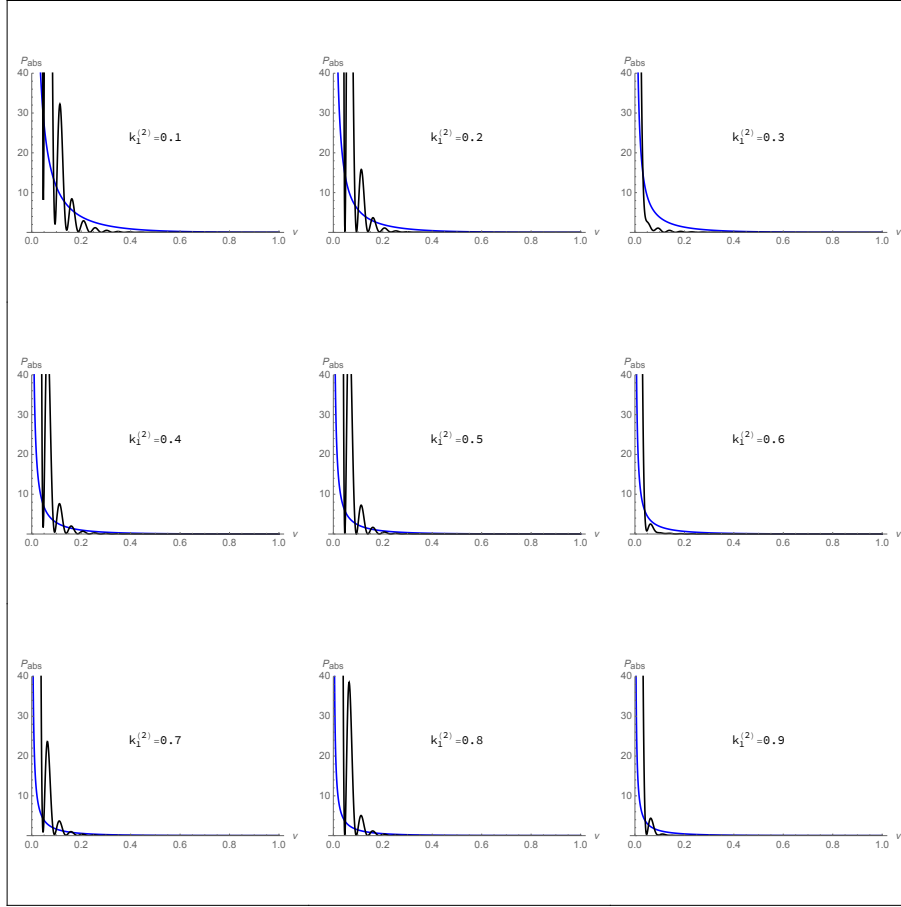 P_abs P_abs P_abs
40 40 40
30 30 30
k_i^(2)=0.1 k_i^(2)=0.2 k_i^(2)=0.3
20 20 20
10 10 10
0.0 0.2 0.4 0.6 0.8 1.0 ν 0.0 0.2 0.4 0.6 0.8 1.0 ν 0.0 0.2 0.4 0.6 0.8 1.0 ν
P_abs P_abs P_abs
40 40 40
30 30 30
k_i^(2)=0.4 k_i^(2)=0.5 k_i^(2)=0.6
20 20 20
10 10 10
0.0 0.2 0.4 0.6 0.8 1.0 ν 0.0 0.2 0.4 0.6 0.8 1.0 ν 0.0 0.2 0.4 0.6 0.8 1.0 ν
P_abs P_abs P_abs
40 40 40
30 30 30
k_i^(2)=0.7 k_i^(2)=0.8 k_i^(2)=0.9
20 20 20
10 10 10
0.0 0.2 0.4 0.6 0.8 1.0 ν 0.0 0.2 0.4 0.6 0.8 1.0 ν 0.0 0.2 0.4 0.6 0.8 1.0 ν